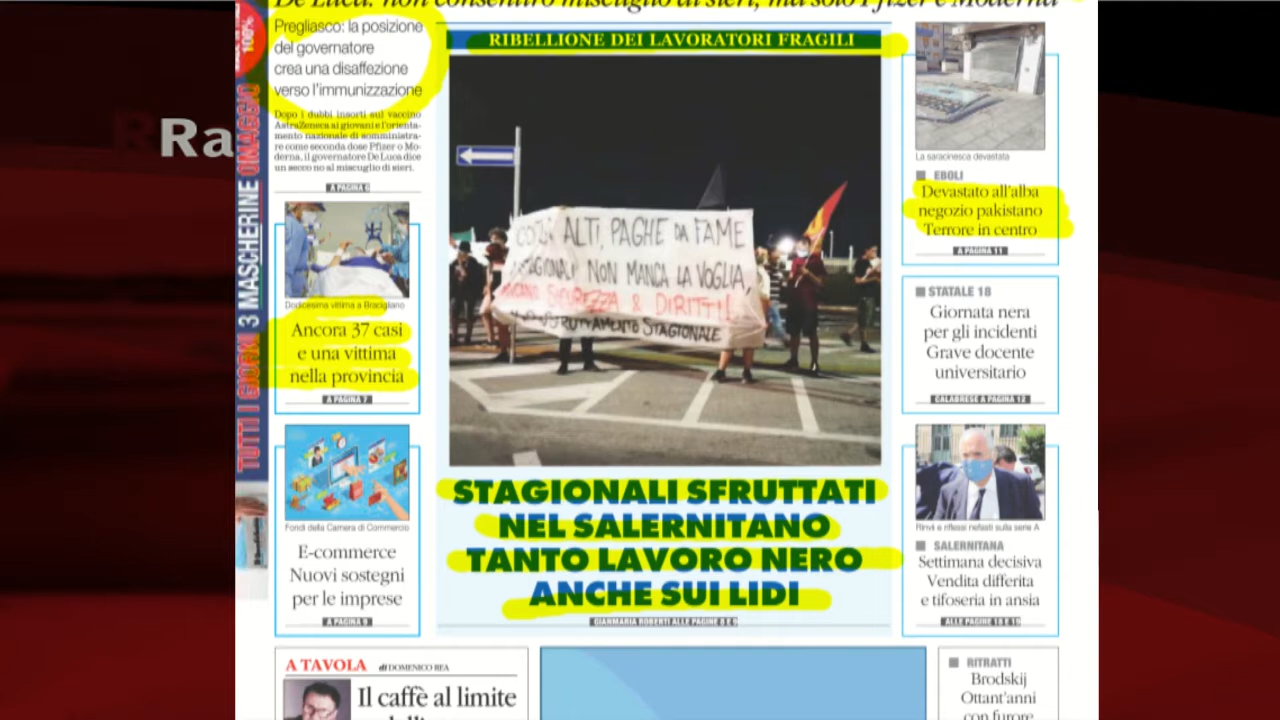 De Luca: non consentirò miscuglio di sieri, ma solo Pfizer e Moderna
100%
Ra
TUTTI I GIORNI 3 MASCHERINE OMAGGIO
Pregliasco: la posizione
del governatore
crea una disaffezione
verso l'immunizzazione
Dopo i dubbi insorti sul vaccino
AstraZeneca ai giovani e l'orienta-
mento nazionale di somministra-
re come seconda dose Pfizer o Mo-
derna, il governatore De Luca dice
un secco no al miscuglio di sieri.
A PAGINA 6
Dodicesima vittima a Bracigliano
Ancora 37 casi
e una vittima
nella provincia
A PAGINA 7
Fondi della Camera di Commercio
E-commerce
Nuovi sostegni
per le imprese
A PAGINA 9
RIBELLIONE DEI LAVORATORI FRAGILI
COSTI ALTI, PAGHE DA FAME
STAGIONALI NON MANCA LA VOGLIA,
MANCANO SICUREZZA & DIRITTI!
SFRUTTAMENTO STAGIONALE
STAGIONALI SFRUTTATI
NEL SALERNITANO
TANTO LAVORO NERO
ANCHE SUI LIDI
GIANMARIA ROBERTI ALLE PAGINE 8 E 9
La saracinesca devastata
EBOLI
Devastato all'alba
negozio pakistano
Terrore in centro
A PAGINA 11
STATALE 18
Giornata nera
per gli incidenti
Grave docente
universitario
CALABRESE A PAGINA 12
Rinvii e riflessi nefasti sulla serie A
SALERNITANA
Settimana decisiva
Vendita differita
e tifoseria in ansia
ALLE PAGINE 18 E 19
A TAVOLA di DOMENICO REA
Il caffè al limite
RITRATTI
Brodskij
Ottant'anni
con furore